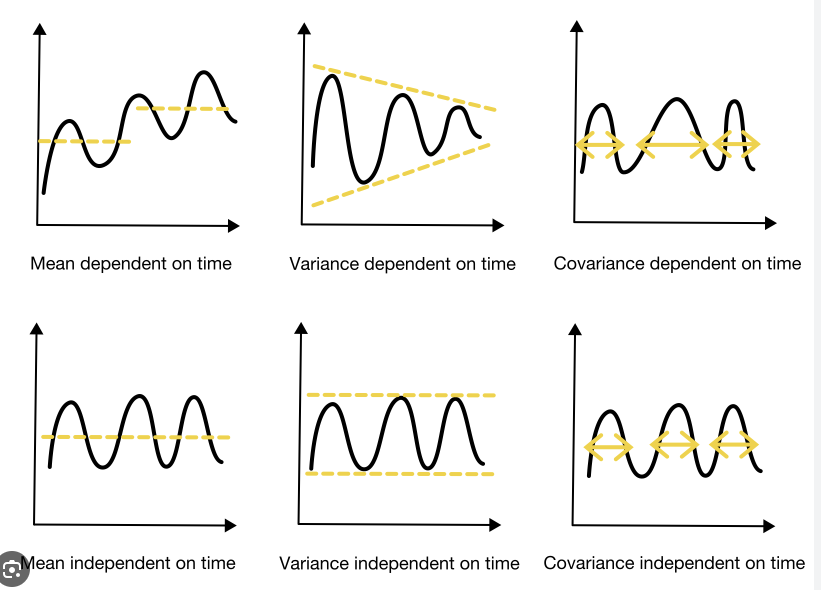 Mean dependent on time
Variance dependent on time
Covariance dependent on time
Mean independent on time
Variance independent on time
Covariance independent on time